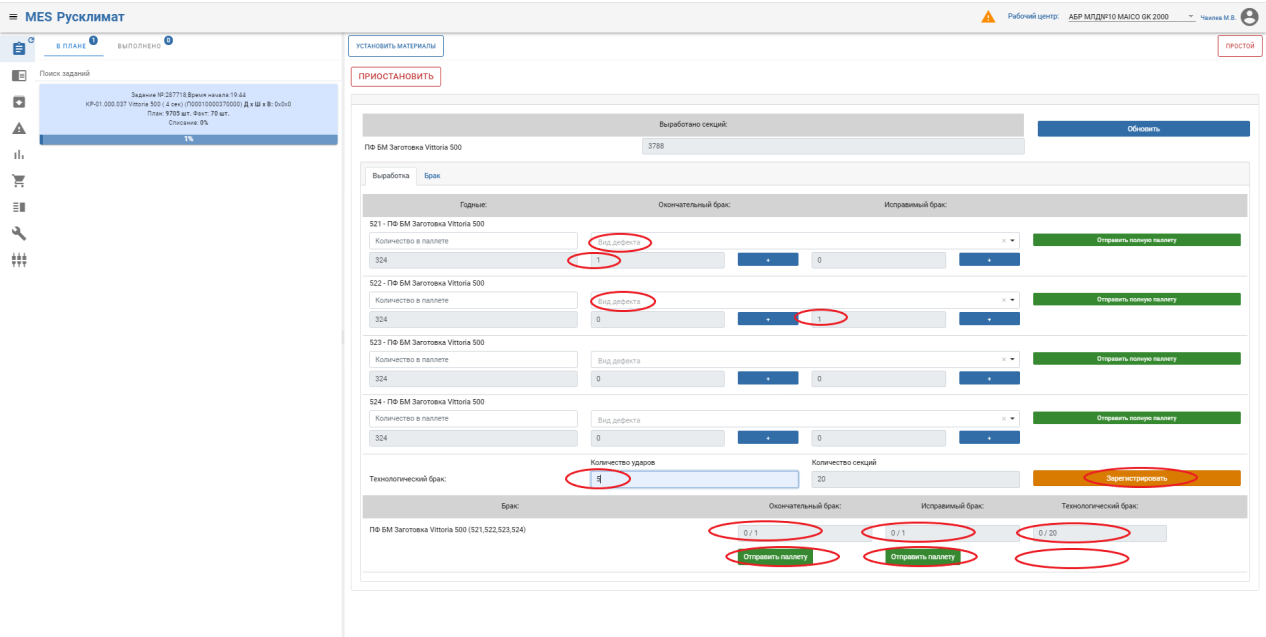 MES Русклимат
Рабочий центр: АБР МЛДМ№10 MAICO GK 2000
Чвилев М.В.
В ПЛАНЕ 1
ВЫПОЛНЕНО 0
УСТАНОВИТЬ МАТЕРИАЛЫ
ПРОСТОЙ
Поиск заданий
ПРИОСТАНОВИТЬ
Задание №:287718,Время начала:19:44
КР-01.000.037 Vittoria 500 ( 4 сек) (П00010000370000) Д x Ш x В: 0x0x0
План: 9705 шт. Факт: 70 шт.
Списание: 0%
1%
Выработано секций:
Обновить
ПФ БМ Заготовка Vittoria 500
3788
Выработка Брак
Годные: Окончательный брак: Исправимый брак:
521 - ПФ БМ Заготовка Vittoria 500
Количество в паллете Вид дефекта × Отправить полную паллету
324 1 + 0 +
522 - ПФ БМ Заготовка Vittoria 500
Количество в паллете Вид дефекта × Отправить полную паллету
324 0 + 1 +
523 - ПФ БМ Заготовка Vittoria 500
Количество в паллете Вид дефекта × Отправить полную паллету
324 0 + 0 +
524 - ПФ БМ Заготовка Vittoria 500
Количество в паллете Вид дефекта × Отправить полную паллету
324 0 + 0 +
Количество ударов Количество секций
Технологический брак: 5 20 Зарегистрировать
Брак: Окончательный брак: Исправимый брак: Технологический брак:
ПФ БМ Заготовка Vittoria 500 (521,522,523,524)
0 / 1 0 / 1 0 / 20
Отправить паллету Отправить паллету